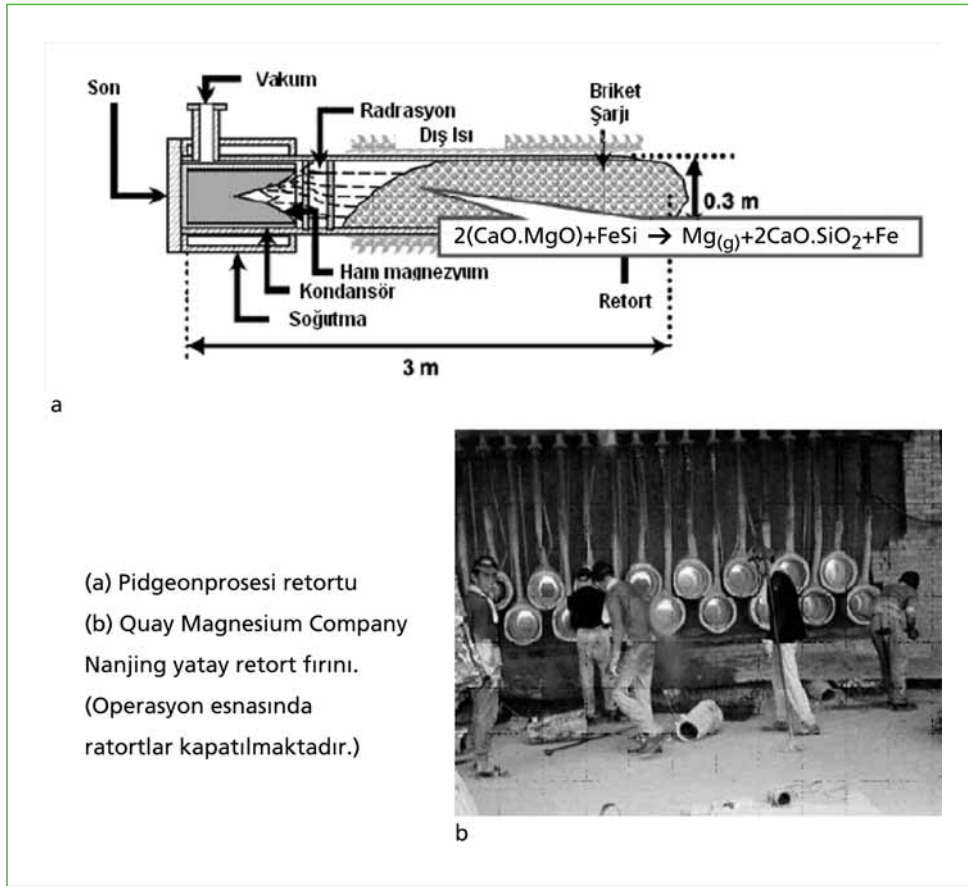 Son
Vakum
Radrasyon
Dış Isı
Briket
Şarjı
0.3 m
2(CaO.MgO)+FeSi → Mg(g)+2CaO.SiO₂+Fe
Ham magnezyum
Kondansör
Soğutma
Retort
3 m
a
(a) Pidgeonprosesi retortu
(b) Quay Magnesium Company
Nanjing yatay retort fırını.
(Operasyon esnasında
ratortlar kapatılmaktadır.)
b